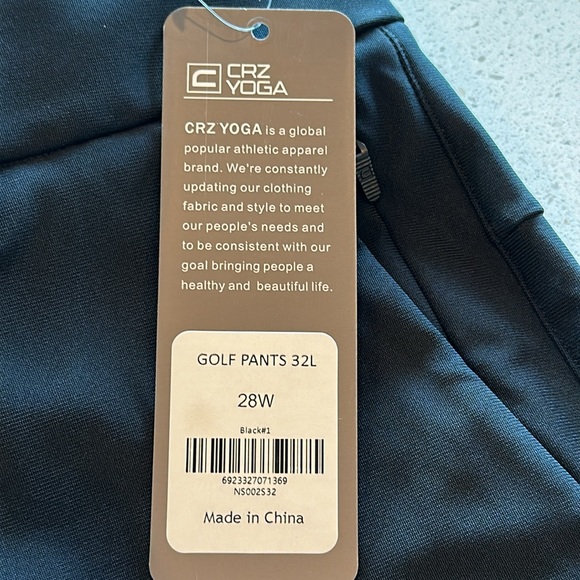 CRZ
YOGA
CRZ YOGA is a global
popular athletic apparel
brand. We're constantly
updating our clothing
fabric and style to meet
our people's needs and
to be consistent with our
goal bringing people a
healthy and beautiful life.
GOLF PANTS 32L
28W
Black#1
6923327071369
NS002S32
Made in China